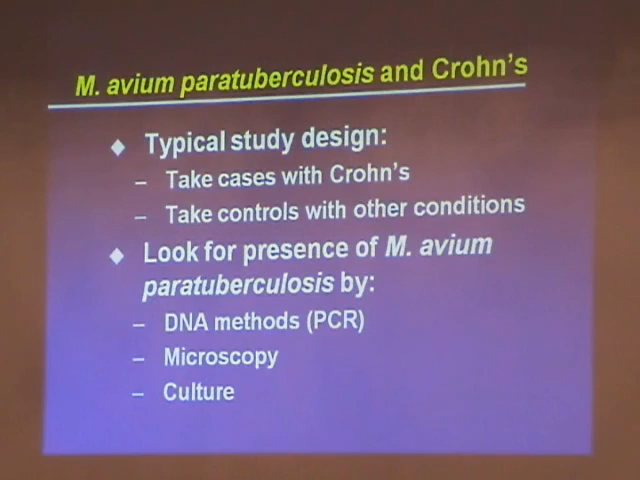 M. avium paratuberculosis and Crohn's
◆ Typical study design:
– Take cases with Crohn's
– Take controls with other conditions
◆ Look for presence of M. avium
paratuberculosis by:
– DNA methods (PCR)
– Microscopy
– Culture